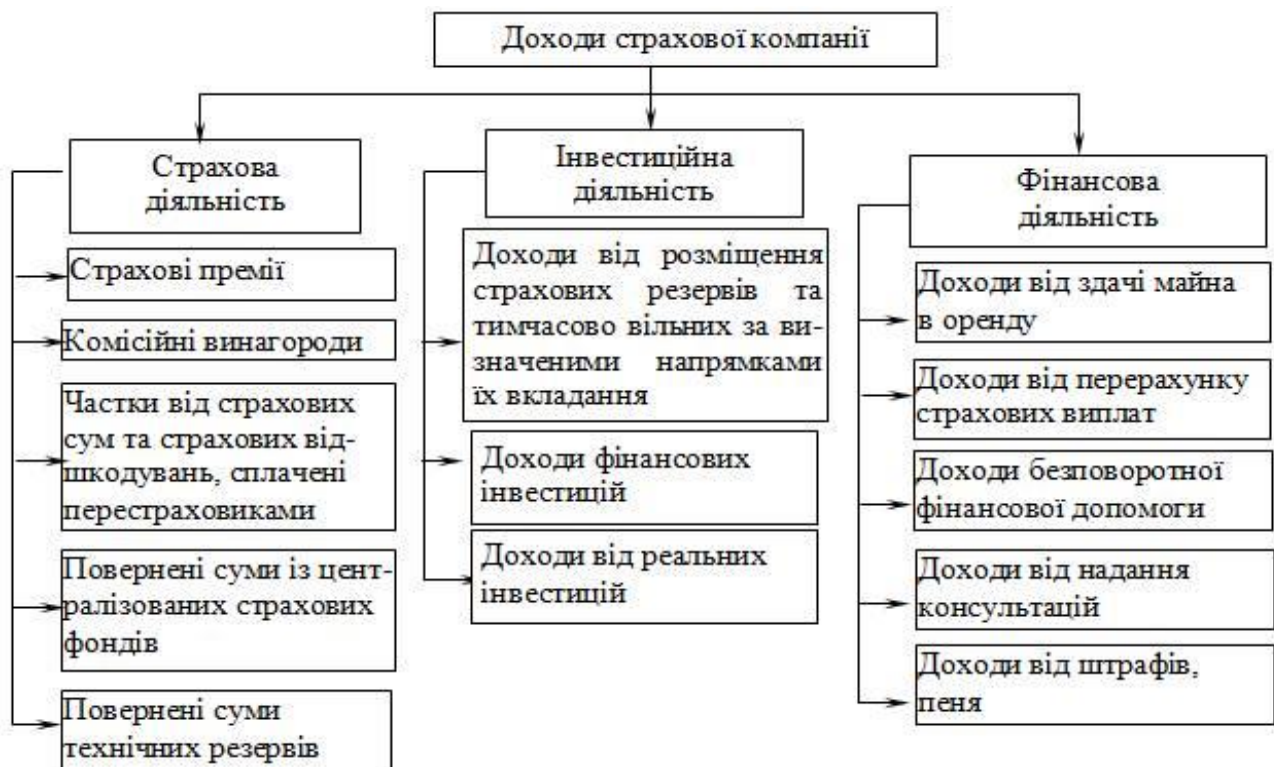 Доходи страхової компанії
Страхова
діяльність
Страхові премії
Комісійні винагороди
Частки від страхових
сум та страхових від-
шкодувань, сплачені
перестраховиками
Повернені суми із цент-
ралізованих страхових
фондів
Повернені суми
технічних резервів
Інвестиційна
діяльність
Доходи від розміщення
страхових резервів та
тимчасово вільних за ви-
значеними напрямками
їх вкладання
Доходи фінансових
інвестицій
Доходи від реальних
інвестицій
Фінансова
діяльність
Доходи від здачі майна
в оренду
Доходи від перерахунку
страхових виплат
Доходи безповоротної
фінансової допомоги
Доходи від надання
консультацій
Доходи від штрафів,
пеня